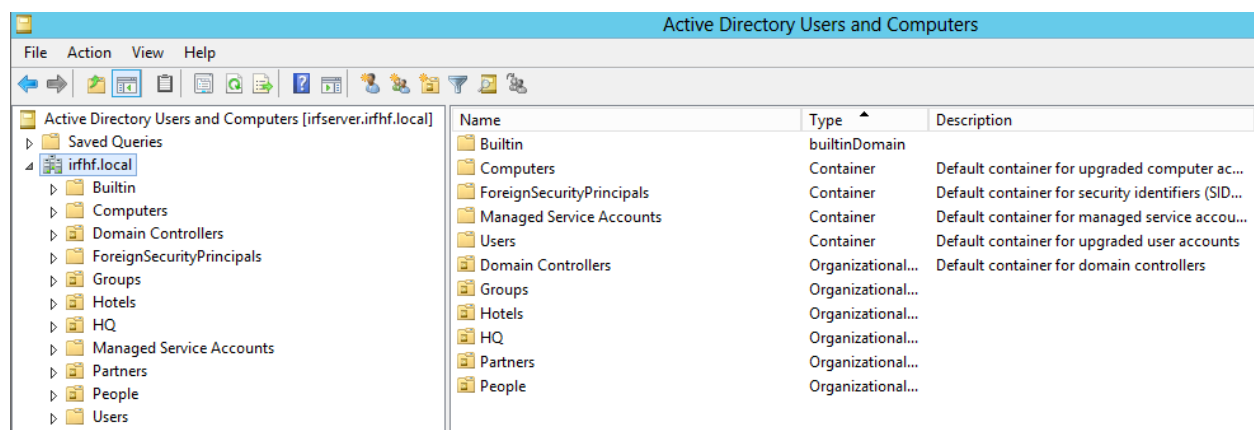 Active Directory Users and Computers
File Action View Help
Active Directory Users and Computers [irfserver.irfhf.local]
Saved Queries
irfhf.local
Builtin
Computers
Domain Controllers
ForeignSecurityPrincipals
Groups
Hotels
HQ
Managed Service Accounts
Partners
People
Users
Name Type Description
Builtin builtinDomain
Computers Container Default container for upgraded computer ac...
ForeignSecurityPrincipals Container Default container for security identifiers (SID...
Managed Service Accounts Container Default container for managed service accou...
Users Container Default container for upgraded user accounts
Domain Controllers Organizational... Default container for domain controllers
Groups Organizational...
Hotels Organizational...
HQ Organizational...
Partners Organizational...
People Organizational...